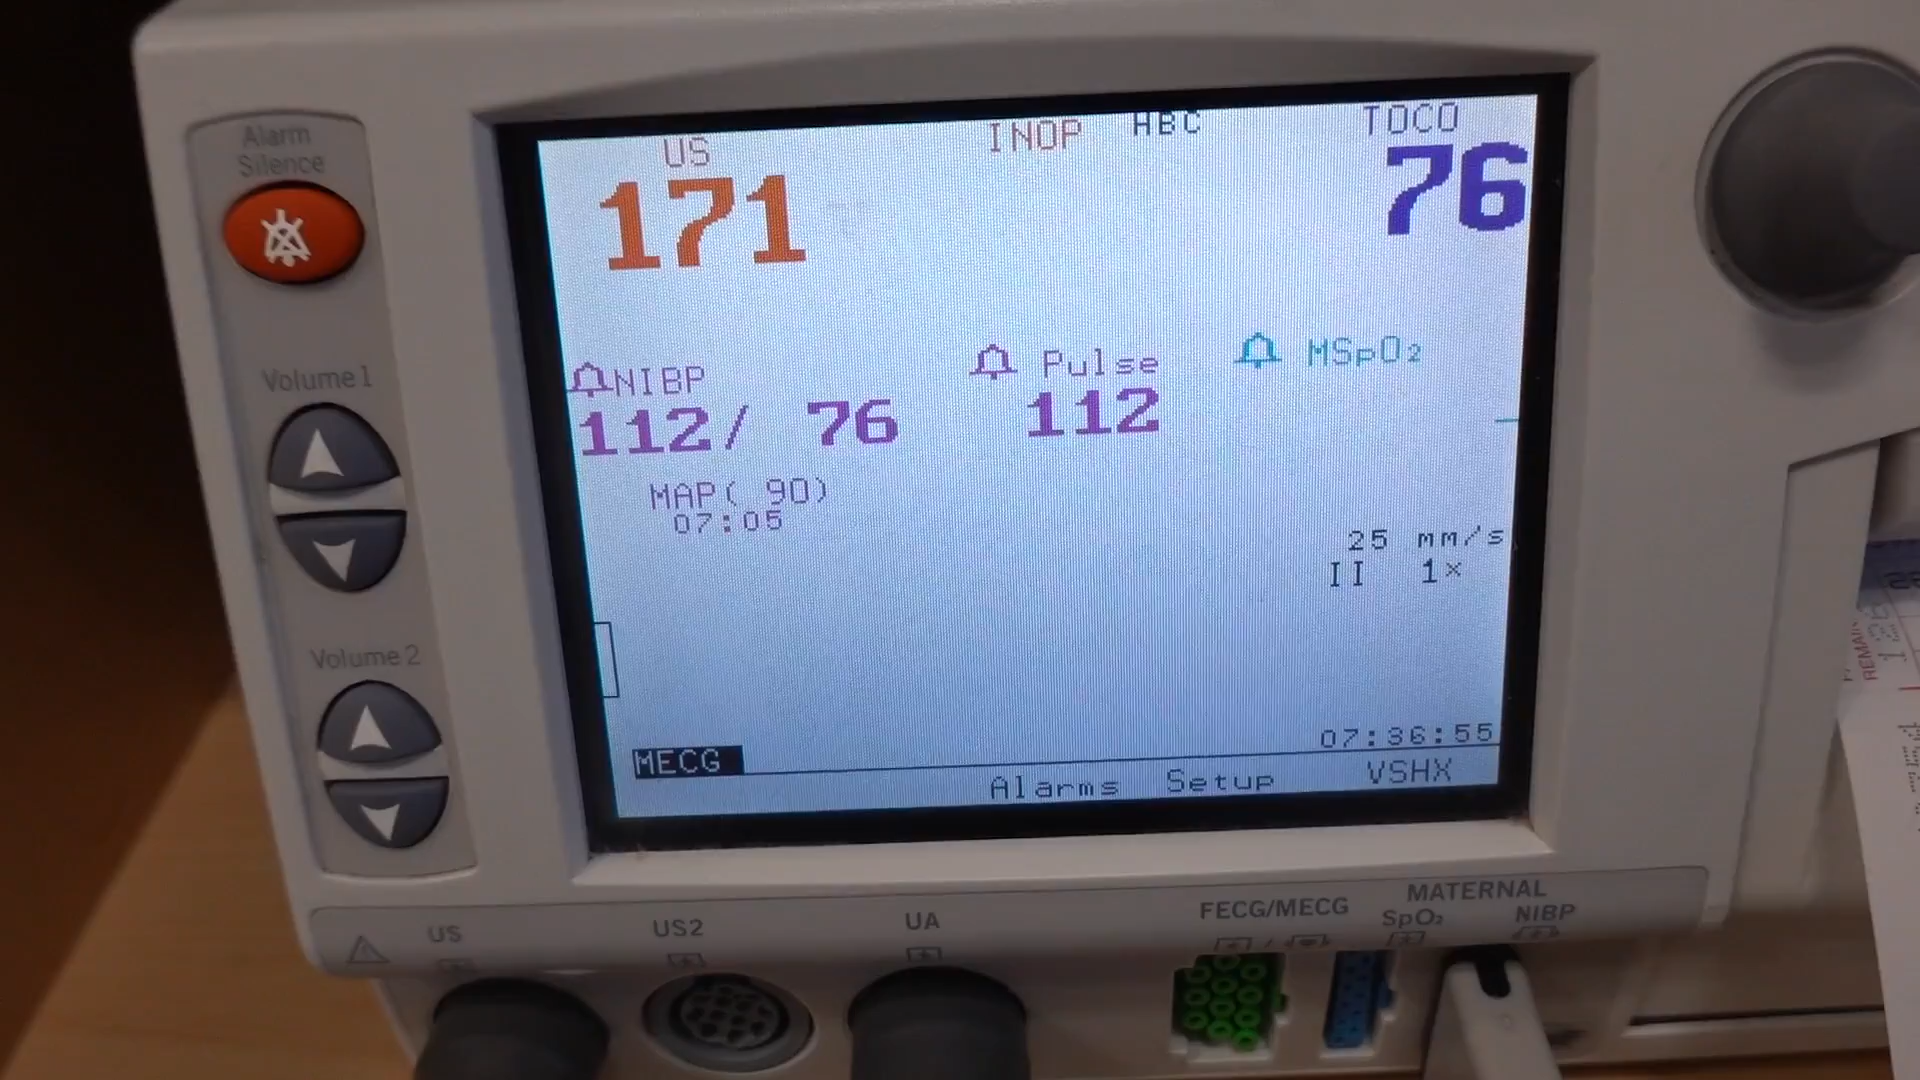 Alarm
Silence
US
171
INOP
HBC
TOCO
76
NIBP
112/ 76
MAP( 90)
07:05
Pulse
112
MSpO₂
25 mm/s
II 1×
07:36:55
MECG
Alarms
Setup
VSHX
Volume 1
Volume 2
US
US2
UA
FECG/MECG
MATERNAL
SpO₂
NIBP